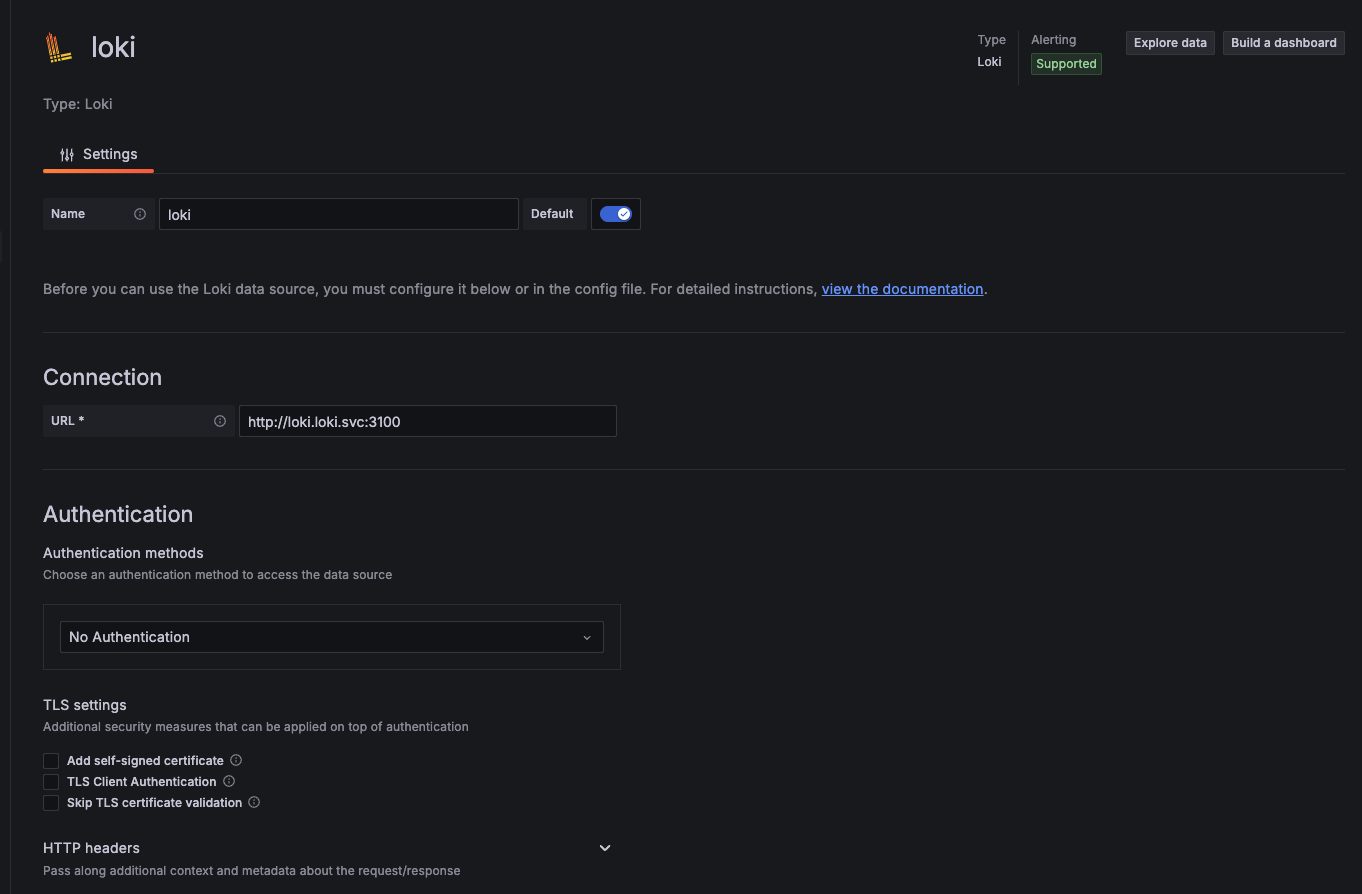 loki
Type
Loki
Alerting
Supported
Explore data
Build a dashboard
Type: Loki
Settings
Name
loki
Default
Before you can use the Loki data source, you must configure it below or in the config file. For detailed instructions, view the documentation.
Connection
URL *
http://loki.loki.svc:3100
Authentication
Authentication methods
Choose an authentication method to access the data source
No Authentication
TLS settings
Additional security measures that can be applied on top of authentication
Add self-signed certificate
TLS Client Authentication
Skip TLS certificate validation
HTTP headers
Pass along additional context and metadata about the request/response